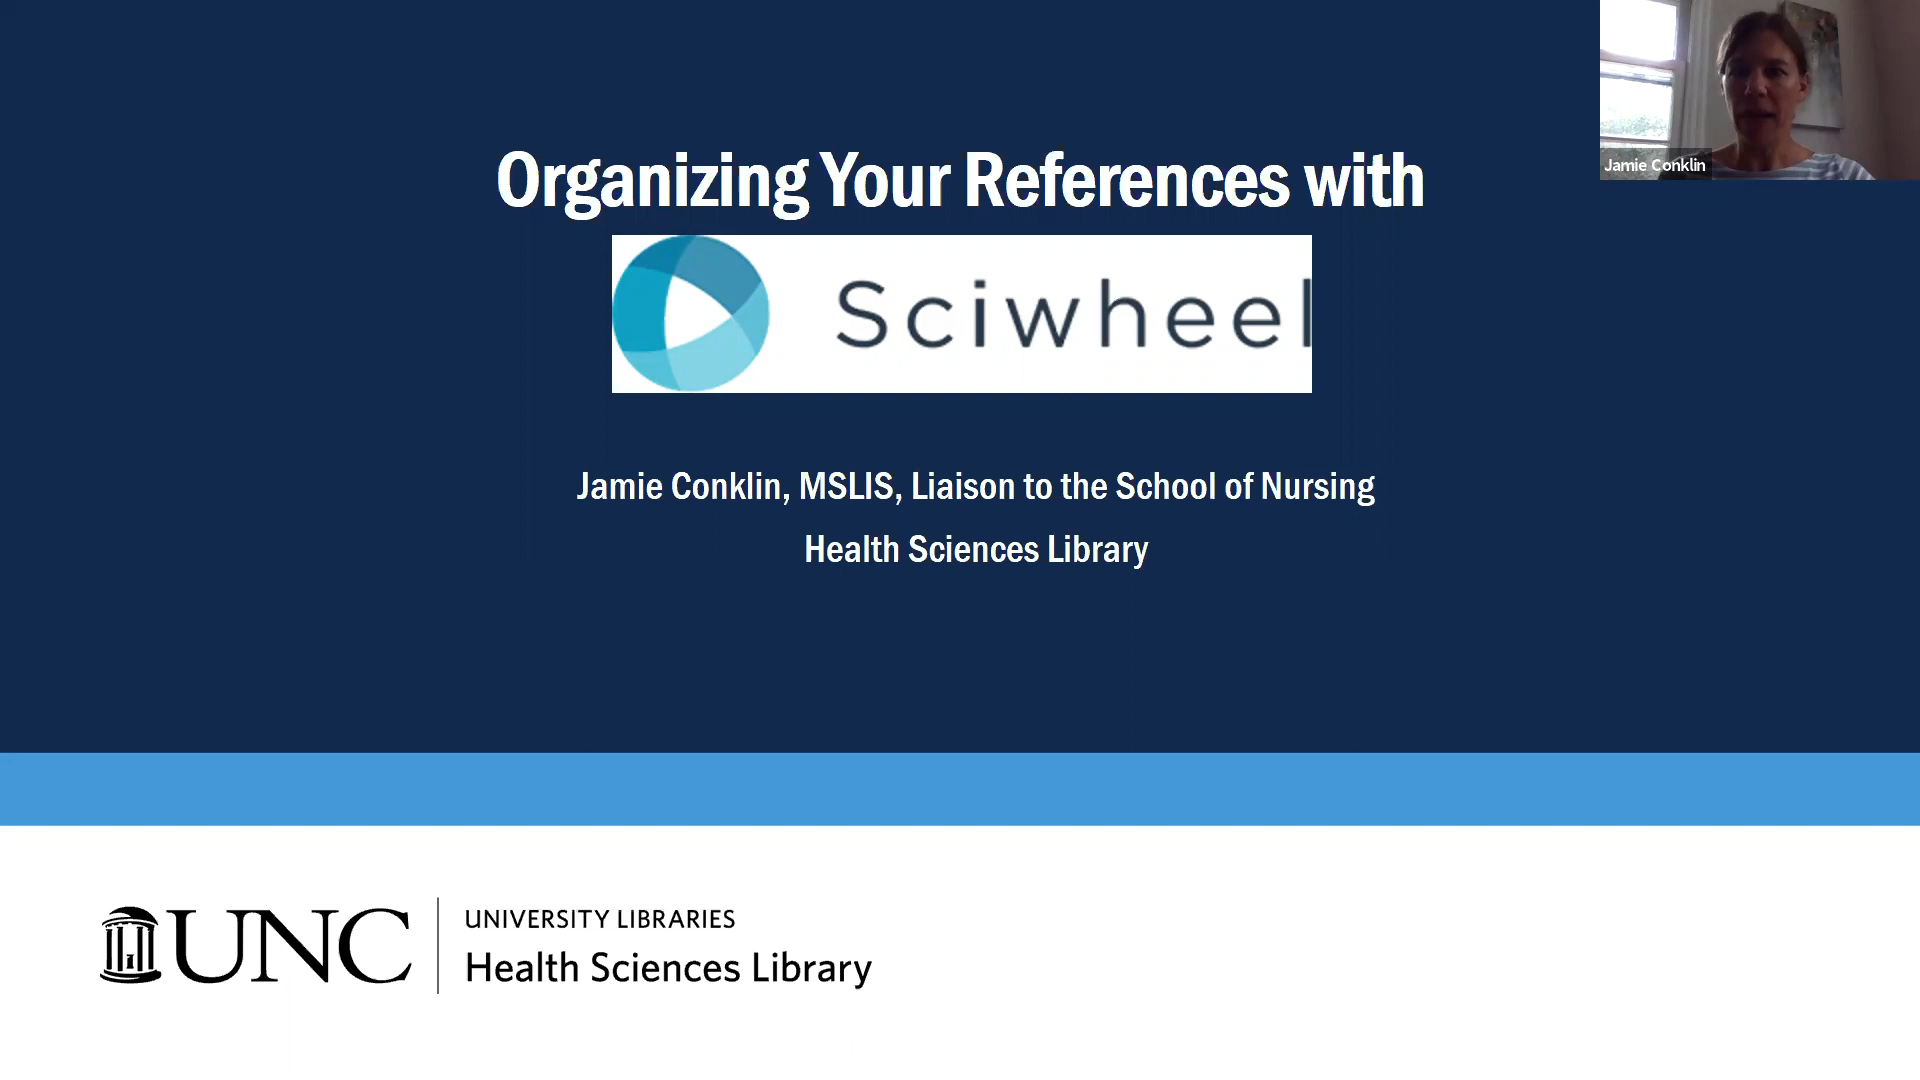 Organizing Your References with
Sciwheel
Jamie Conklin, MSLIS, Liaison to the School of Nursing
Health Sciences Library
Jamie Conklin
UNC
UNIVERSITY LIBRARIES
Health Sciences Library